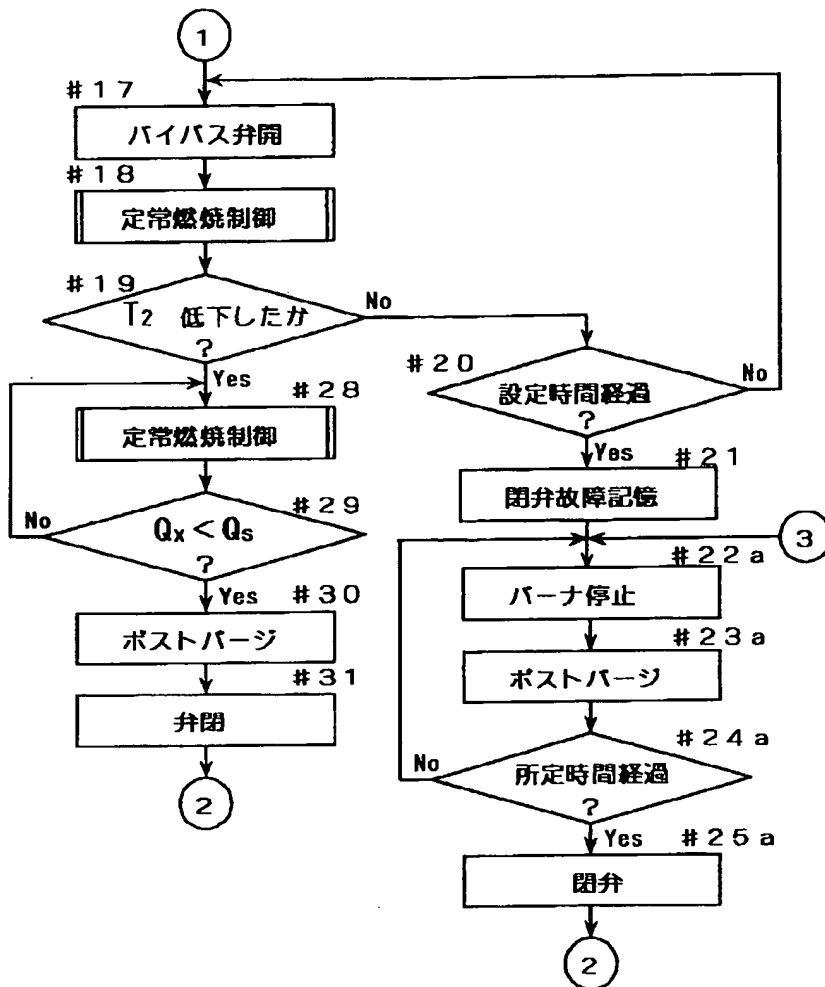 1
#17
バイパス弁開
#18
定常燃焼制御
#19
T2 低下したか
?
No
Yes
#28
定常燃焼制御
#29
Qx<Qs
?
No
Yes
#30
ポストパージ
#31
弁閉
2
#20
設定時間経過
?
No
Yes
#21
閉弁故障記憶
3
#22a
バーナ停止
#23a
ポストパージ
#24a
所定時間経過
?
No
Yes
#25a
閉弁
2